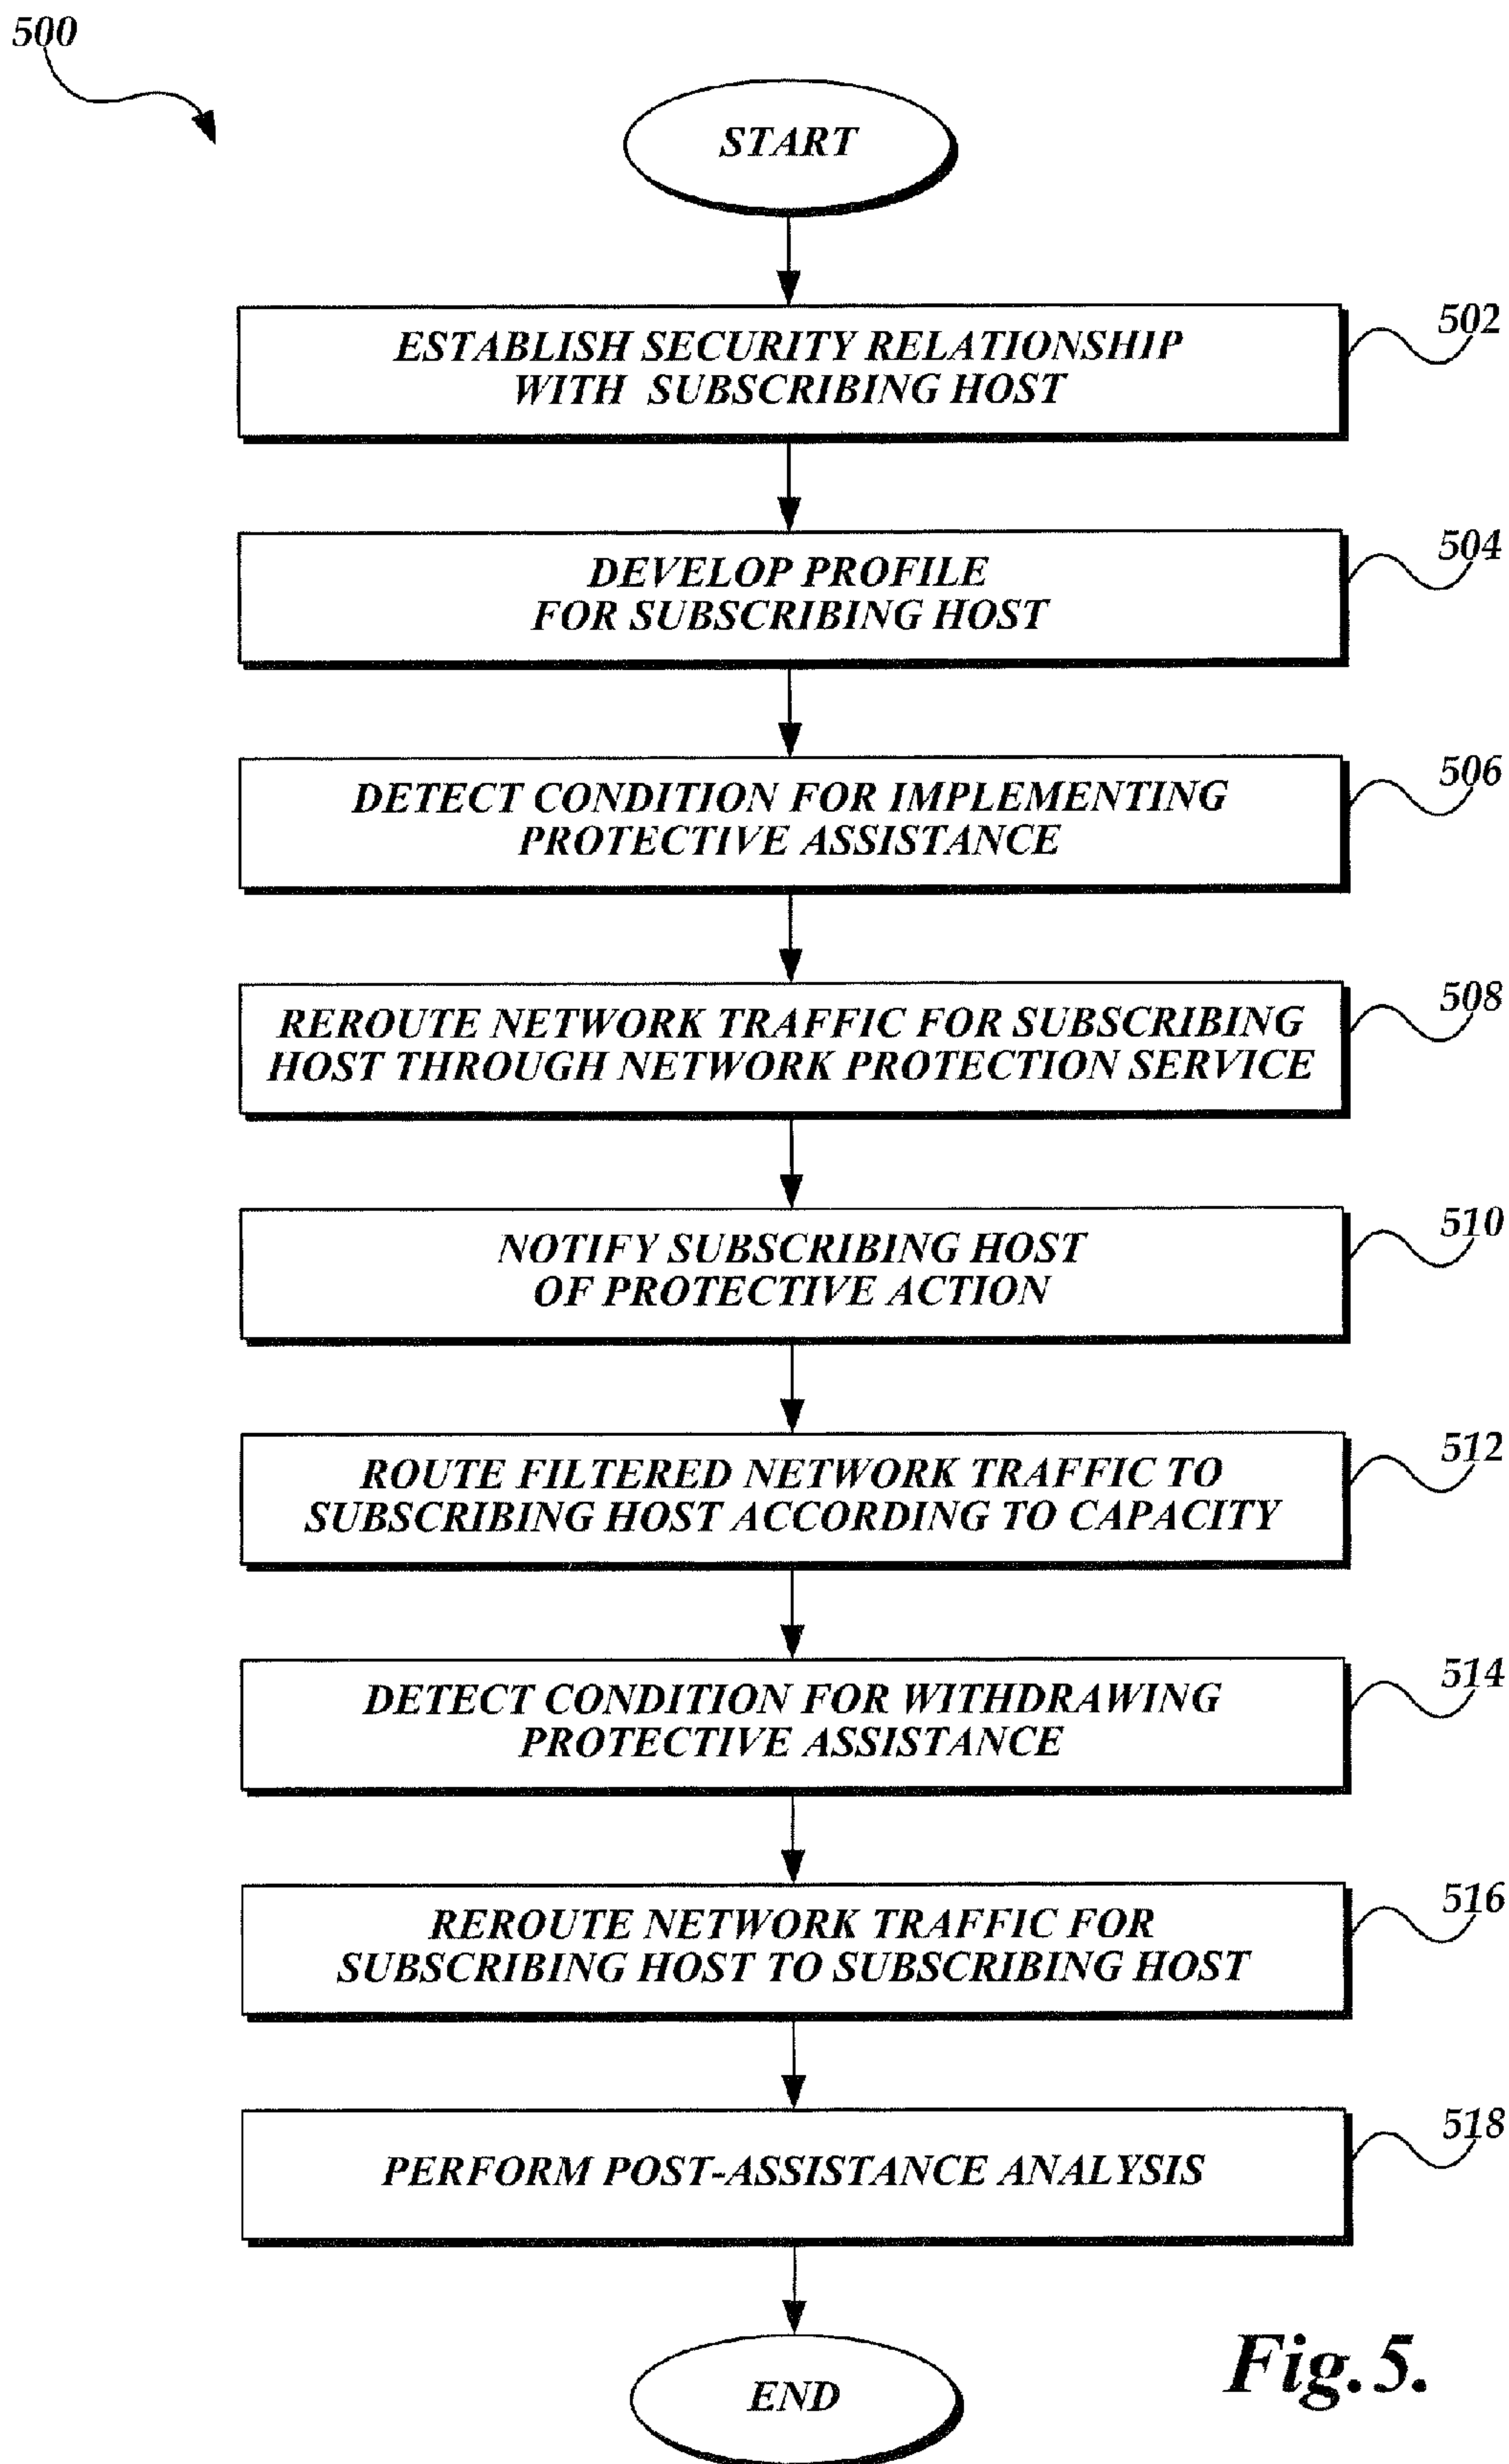 500
START
ESTABLISH SECURITY RELATIONSHIP
WITH SUBSCRIBING HOST
502
DEVELOP PROFILE
FOR SUBSCRIBING HOST
504
DETECT CONDITION FOR IMPLEMENTING
PROTECTIVE ASSISTANCE
506
REROUTE NETWORK TRAFFIC FOR SUBSCRIBING
HOST THROUGH NETWORK PROTECTION SERVICE
508
NOTIFY SUBSCRIBING HOST
OF PROTECTIVE ACTION
510
ROUTE FILTERED NETWORK TRAFFIC TO
SUBSCRIBING HOST ACCORDING TO CAPACITY
512
DETECT CONDITION FOR WITHDRAWING
PROTECTIVE ASSISTANCE
514
REROUTE NETWORK TRAFFIC FOR
SUBSCRIBING HOST TO SUBSCRIBING HOST
516
PERFORM POST-ASSISTANCE ANALYSIS
518
END
Fig.5.